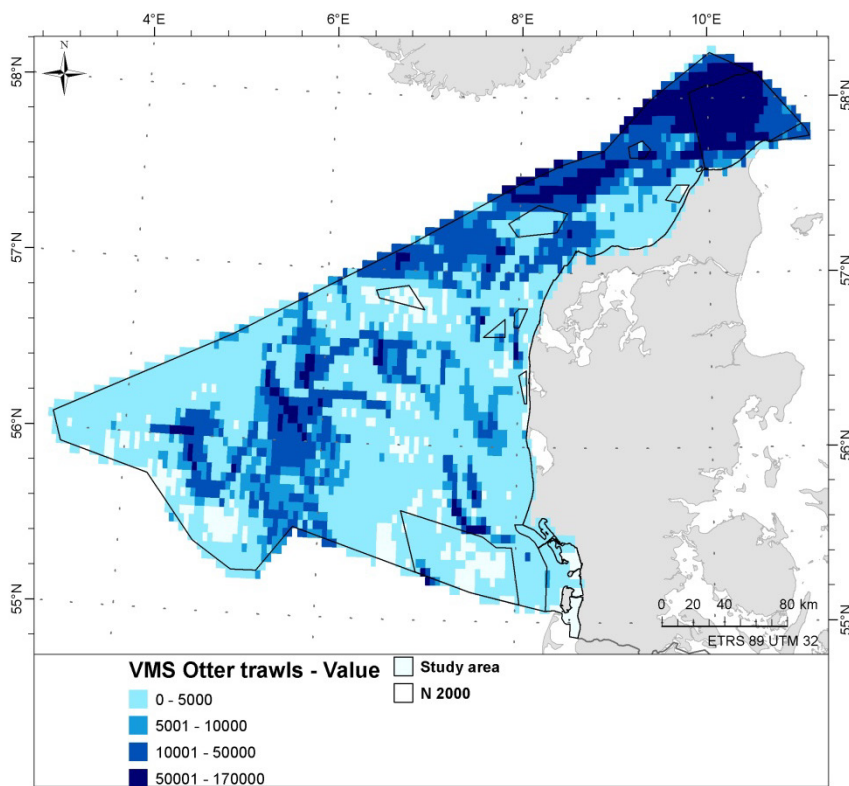 4°E 6°E 8°E 10°E
N
58°N 58°N
57°N 57°N
56°N 56°N
55°N 55°N
0 40 80 km
ETRS 89 UTM 32
VMS Otter trawls - Value
0 - 5000
5001 - 10000
10001 - 50000
50001 - 170000
Study area
N 2000